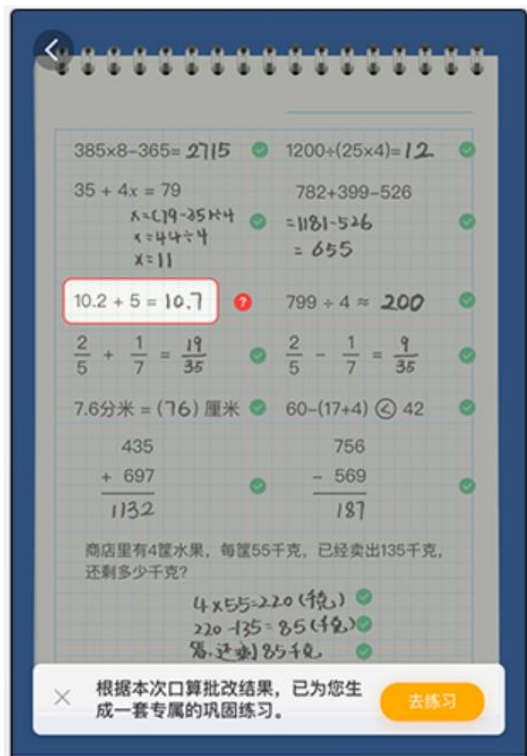 385×8−365= 2715 1200÷(25×4)= 12
35 + 4x = 79 782+399−526
x=(79-35)÷4 =1181-526
x=44÷4 = 655
x=11
10.2 + 5 = 10.7 799 ÷ 4 ≈ 200
2/5 + 1/7 = 19/35 2/5 − 1/7 = 9/35
7.6分米 = (76) 厘米 60−(17+4) < 42
435 756
+ 697 − 569
1132 187
商店里有4筐水果，每筐55千克，已经卖出135千克，
还剩多少千克?
4×55=220(千克)
220-135=85(千克)
答.还剩85千克
根据本次口算批改结果，已为您生
成一套专属的巩固练习。
去练习